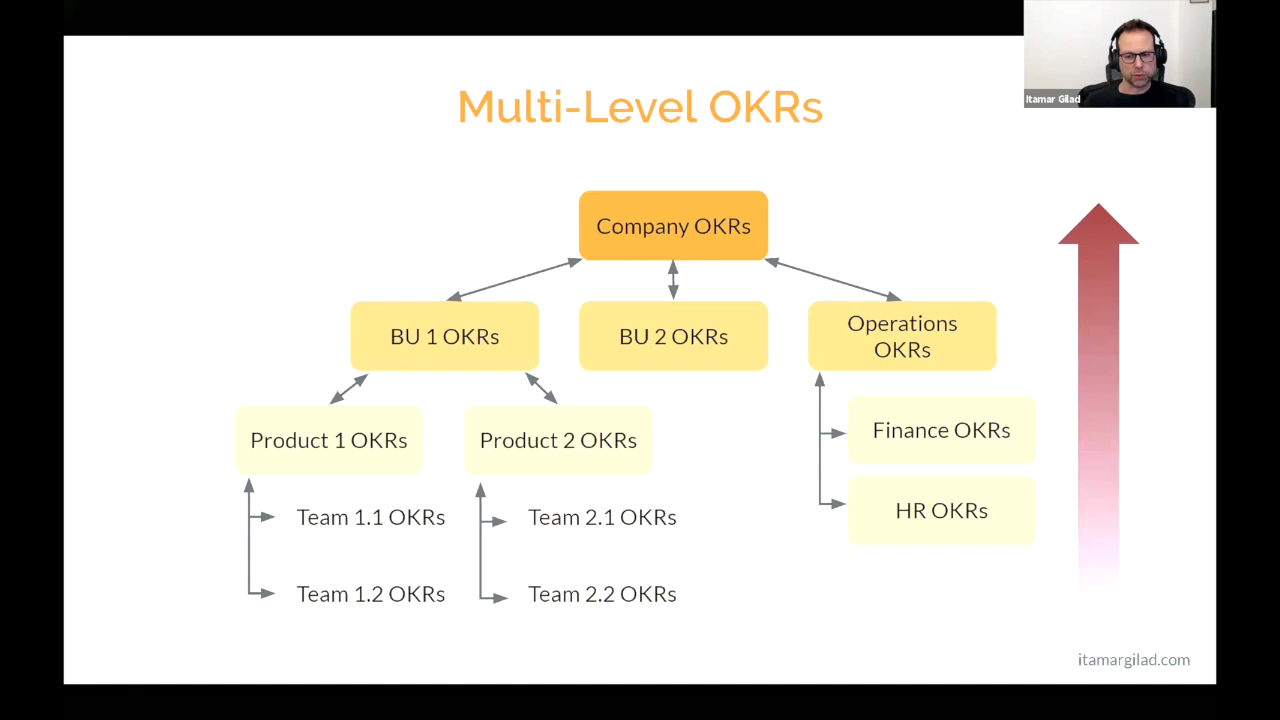 Itamar Gilad
Multi-Level OKRs
Company OKRs
BU 1 OKRs
BU 2 OKRs
Operations
OKRs
Product 1 OKRs
Product 2 OKRs
Finance OKRs
HR OKRs
Team 1.1 OKRs
Team 2.1 OKRs
Team 1.2 OKRs
Team 2.2 OKRs
itamargilad.com